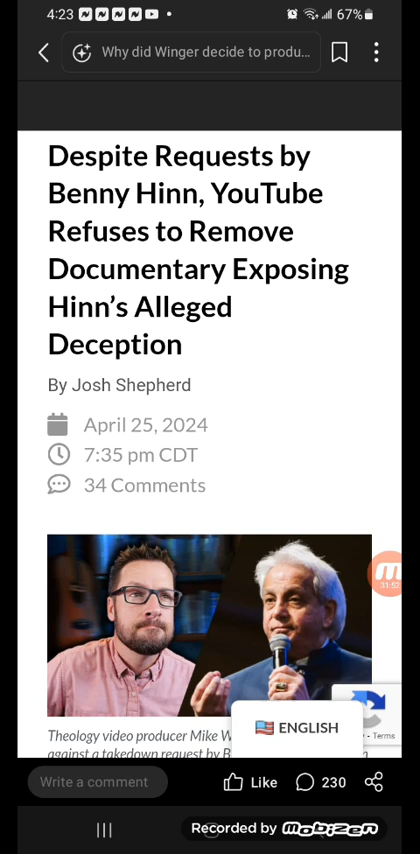 4:23 67%
Why did Winger decide to produ...
Despite Requests by
Benny Hinn, YouTube
Refuses to Remove
Documentary Exposing
Hinn's Alleged
Deception
By Josh Shepherd
April 25, 2024
7:35 pm CDT
34 Comments
31:52
ENGLISH
- Terms
Theology video producer Mike W
against a takedown request by B
Write a comment
Like
230
Recorded by mobizen